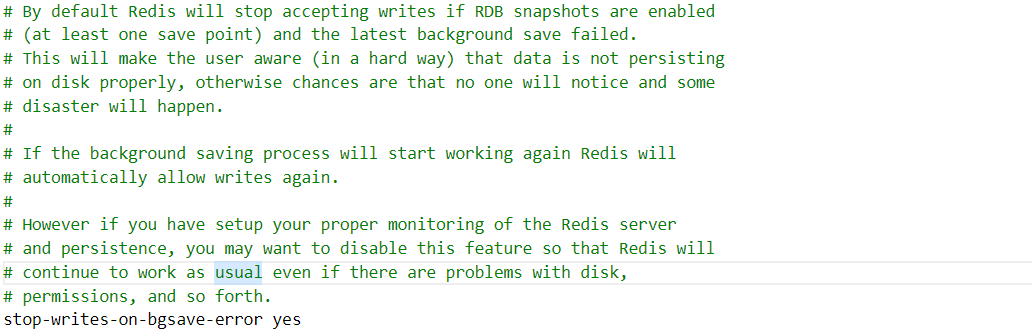 # By default Redis will stop accepting writes if RDB snapshots are enabled
# (at least one save point) and the latest background save failed.
# This will make the user aware (in a hard way) that data is not persisting
# on disk properly, otherwise chances are that no one will notice and some
# disaster will happen.
#
# If the background saving process will start working again Redis will
# automatically allow writes again.
#
# However if you have setup your proper monitoring of the Redis server
# and persistence, you may want to disable this feature so that Redis will
# continue to work as usual even if there are problems with disk,
# permissions, and so forth.
stop-writes-on-bgsave-error yes